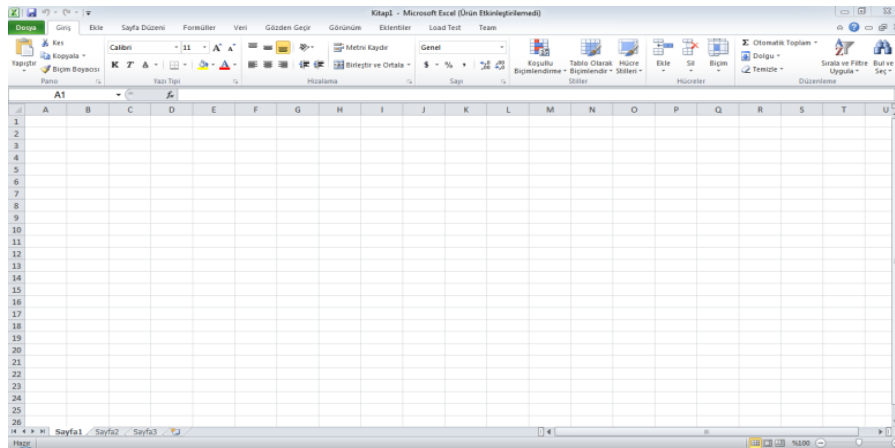 Kitap1 - Microsoft Excel (Ürün Etkinleştirilemedi)
Dosya Giriş Ekle Sayfa Düzeni Formüller Veri Gözden Geçir Görünüm Eklentiler Load Test Team
Yapıştır
Kes
Kopyala
Biçim Boyacısı
Pano
Calibri 11 A A
K T A A
Yazı Tipi
Metni Kaydır
Birleştir ve Ortala
Hizalama
Genel
$ % ,
Sayı
Koşullu Biçimlendirme
Tablo Olarak Biçimlendir
Hücre Stilleri
Stiller
Ekle Sil Biçim
Hücreler
Σ Otomatik Toplam
Dolgu
Temizle
Sırala ve Filtre Uygula
Bul ve Seç
Düzenleme
A1 fx
A B C D E F G H I J K L M N O P Q R S T U
1
2
3
4
5
6
7
8
9
10
11
12
13
14
15
16
17
18
19
20
21
22
23
24
25
26
Sayfa1 Sayfa2 Sayfa3
Hazır %100